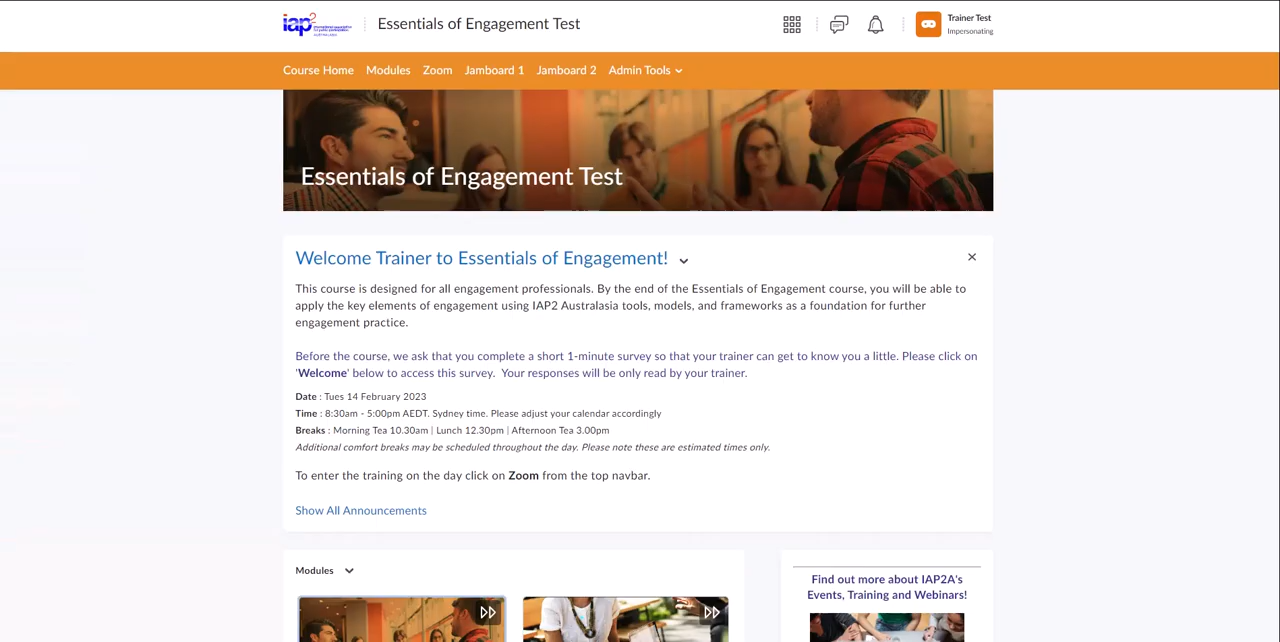 iap2
international association
for public participation
AUSTRALASIA
Essentials of Engagement Test
Trainer Test
Impersonating
Course Home Modules Zoom Jamboard 1 Jamboard 2 Admin Tools
Essentials of Engagement Test
Welcome Trainer to Essentials of Engagement!
This course is designed for all engagement professionals. By the end of the Essentials of Engagement course, you will be able to
apply the key elements of engagement using IAP2 Australasia tools, models, and frameworks as a foundation for further
engagement practice.
Before the course, we ask that you complete a short 1-minute survey so that your trainer can get to know you a little. Please click on
'Welcome' below to access this survey. Your responses will be only read by your trainer.
Date : Tues 14 February 2023
Time : 8:30am - 5:00pm AEDT. Sydney time. Please adjust your calendar accordingly
Breaks : Morning Tea 10.30am | Lunch 12.30pm | Afternoon Tea 3.00pm
Additional comfort breaks may be scheduled throughout the day. Please note these are estimated times only.
To enter the training on the day click on Zoom from the top navbar.
Show All Announcements
Modules
Find out more about IAP2A's
Events, Training and Webinars!